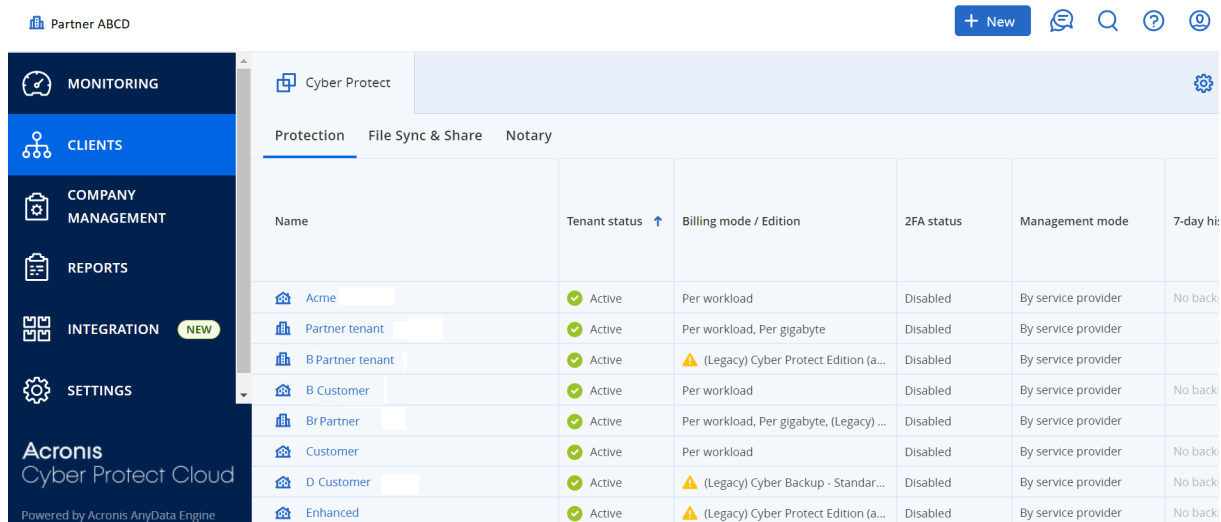 Partner ABCD
+ New
MONITORING
CLIENTS
COMPANY
MANAGEMENT
REPORTS
INTEGRATION NEW
SETTINGS
Acronis
Cyber Protect Cloud
Powered by Acronis AnyData Engine
Cyber Protect
Protection File Sync & Share Notary
Name Tenant status Billing mode / Edition 2FA status Management mode 7-day his
Acme Active Per workload Disabled By service provider No back
Partner tenant Active Per workload, Per gigabyte Disabled By service provider
B Partner tenant Active (Legacy) Cyber Protect Edition (a... Disabled By service provider
B Customer Active Per workload Disabled By service provider No back
Br Partner Active Per workload, Per gigabyte, (Legacy) ... Disabled By service provider
Customer Active Per workload Disabled By service provider No back
D Customer Active (Legacy) Cyber Backup - Standar... Disabled By service provider No back
Enhanced Active (Legacy) Cyber Protect Edition (a... Disabled By service provider No back